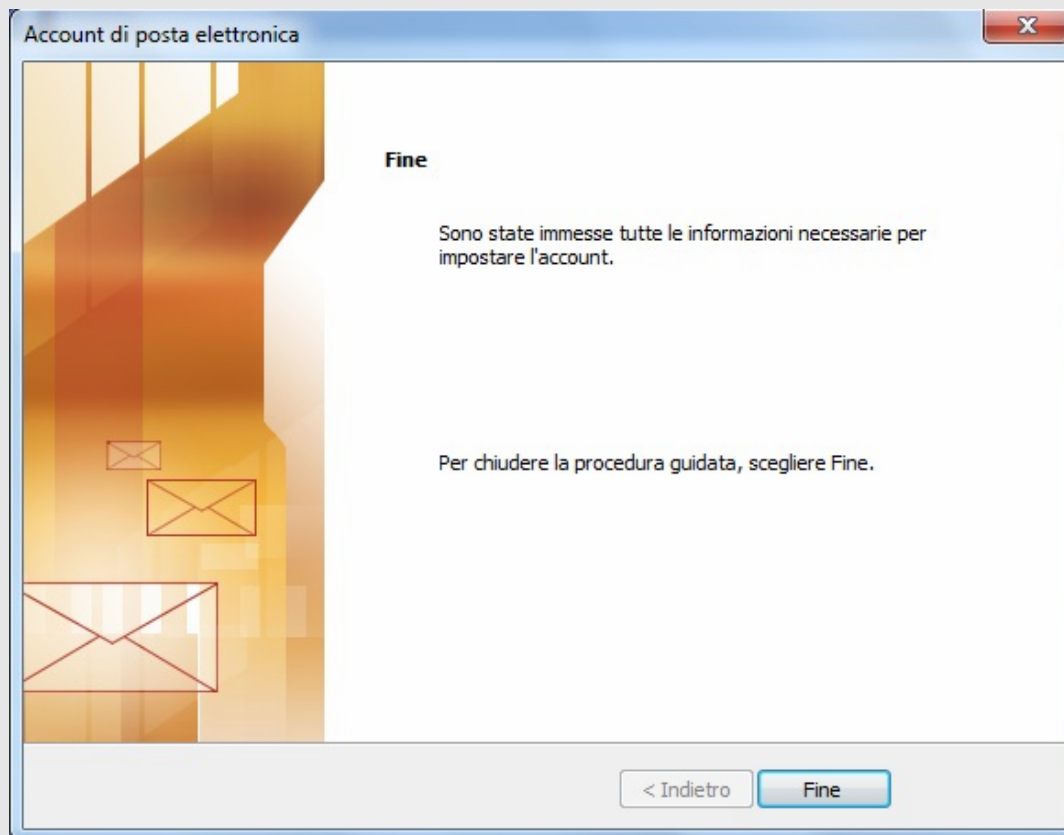 Account di posta elettronica
Fine
Sono state immesse tutte le informazioni necessarie per
impostare l'account.
Per chiudere la procedura guidata, scegliere Fine.
< Indietro
Fine